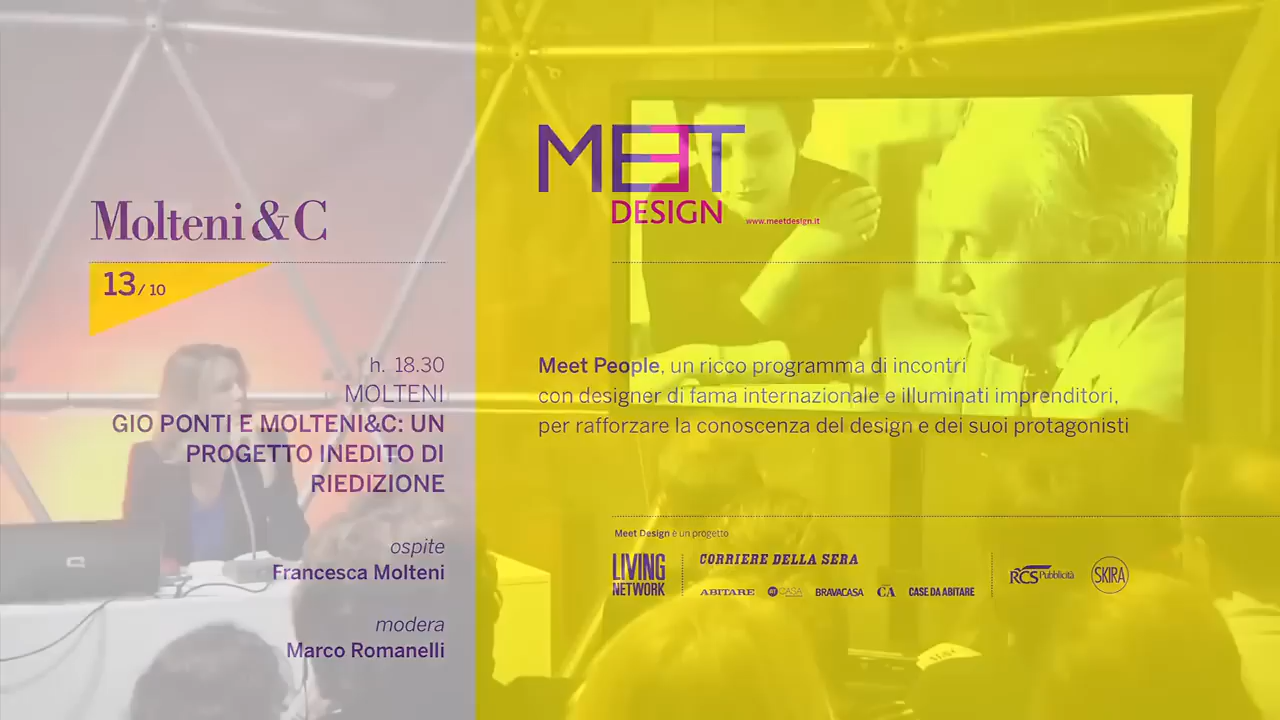 Molteni&C
13/ 10
h. 18.30
MOLTENI
GIO PONTI E MOLTENI&C: UN
PROGETTO INEDITO DI
RIEDIZIONE
ospite
Francesca Molteni
modera
Marco Romanelli
MEET
DESIGN
www.meetdesign.it
Meet People, un ricco programma di incontri
con designer di fama internazionale e illuminati imprenditori,
per rafforzare la conoscenza del design e dei suoi protagonisti
Meet Design è un progetto
LIVING
NETWORK
CORRIERE DELLA SERA
ABITARE CASA BRAVACASA CA CASE DA ABITARE
RCS Pubblicità
SKIRA